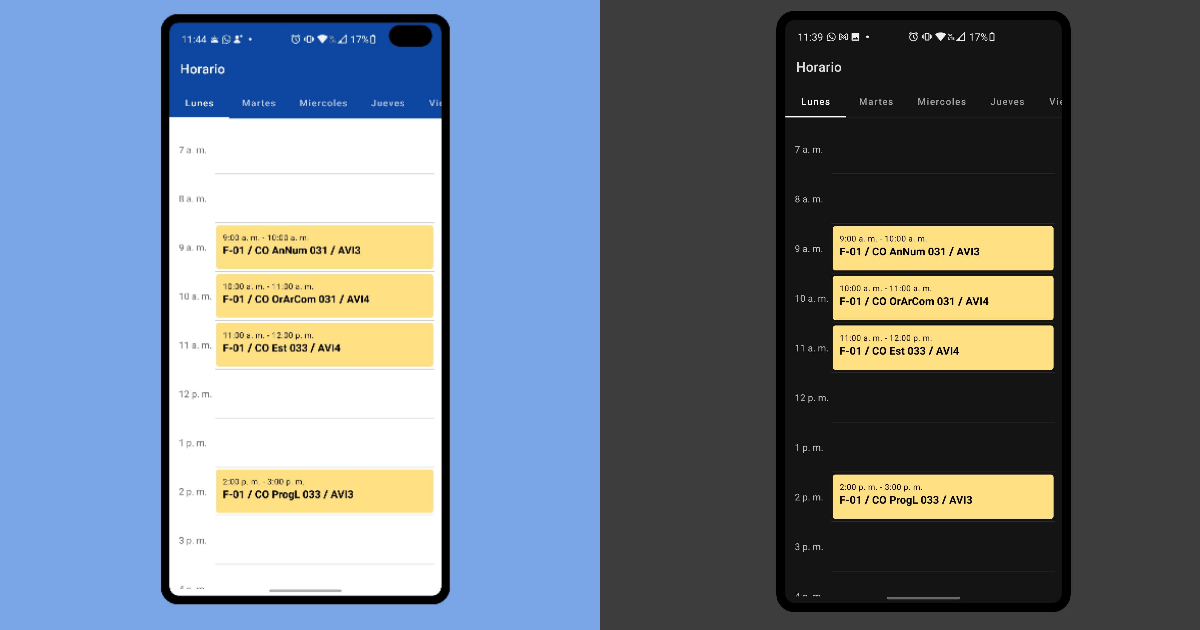 11:44
17%
Horario
Lunes Martes Miercoles Jueves Vie
7 a. m.
8 a. m.
9 a. m.
9:00 a. m. - 10:00 a. m.
F-01 / CO AnNum 031 / AVI3
10 a. m.
10:00 a. m. - 11:00 a. m.
F-01 / CO OrArCom 031 / AVI4
11 a. m.
11:00 a. m. - 12:00 p. m.
F-01 / CO Est 033 / AVI4
12 p. m.
1 p. m.
2 p. m.
2:00 p. m. - 3:00 p. m.
F-01 / CO ProgL 033 / AVI3
3 p. m.
11:39
17%
Horario
Lunes Martes Miercoles Jueves Vie
7 a. m.
8 a. m.
9 a. m.
9:00 a. m. - 10:00 a. m.
F-01 / CO AnNum 031 / AVI3
10 a. m.
10:00 a. m. - 11:00 a. m.
F-01 / CO OrArCom 031 / AVI4
11 a. m.
11:00 a. m. - 12:00 p. m.
F-01 / CO Est 033 / AVI4
12 p. m.
1 p. m.
2 p. m.
2:00 p. m. - 3:00 p. m.
F-01 / CO ProgL 033 / AVI3
3 p. m.